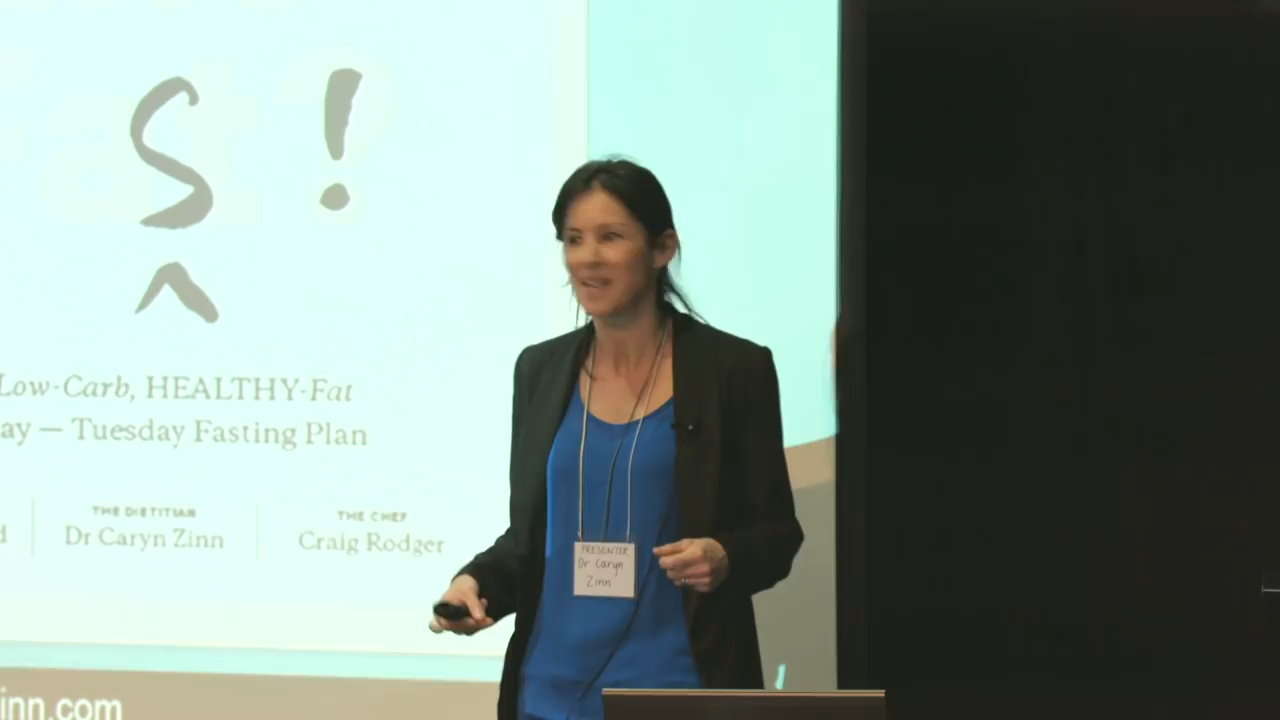 S !
^
Low-Carb, HEALTHY-Fat
ay — Tuesday Fasting Plan
d
THE DIETITIAN
Dr Caryn Zinn
THE CHEF
Craig Rodger
PRESENTER
Dr Caryn
Zinn
inn.com